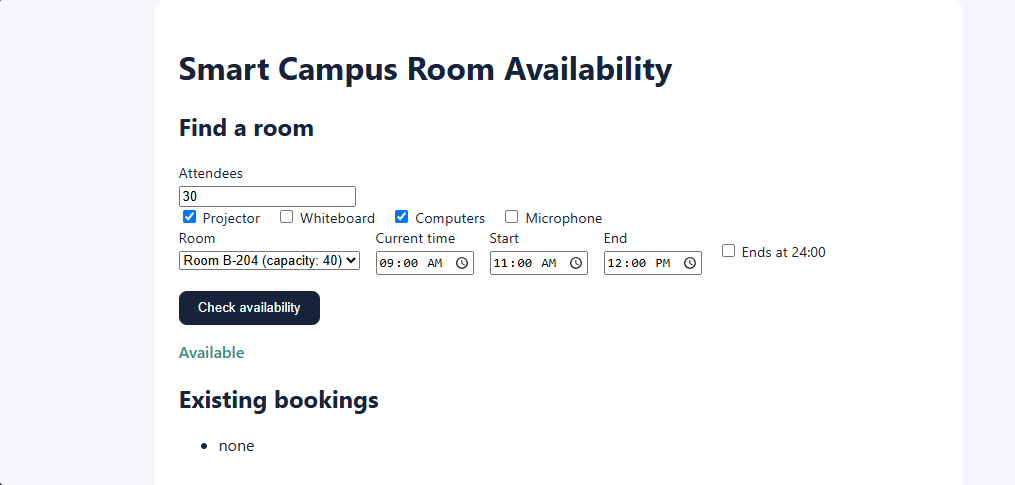 Smart Campus Room Availability
Find a room
Attendees
30
Projector Whiteboard Computers Microphone
Room Current time Start End
Room B-204 (capacity: 40) 09:00 AM 11:00 AM 12:00 PM Ends at 24:00
Check availability
Available
Existing bookings
none